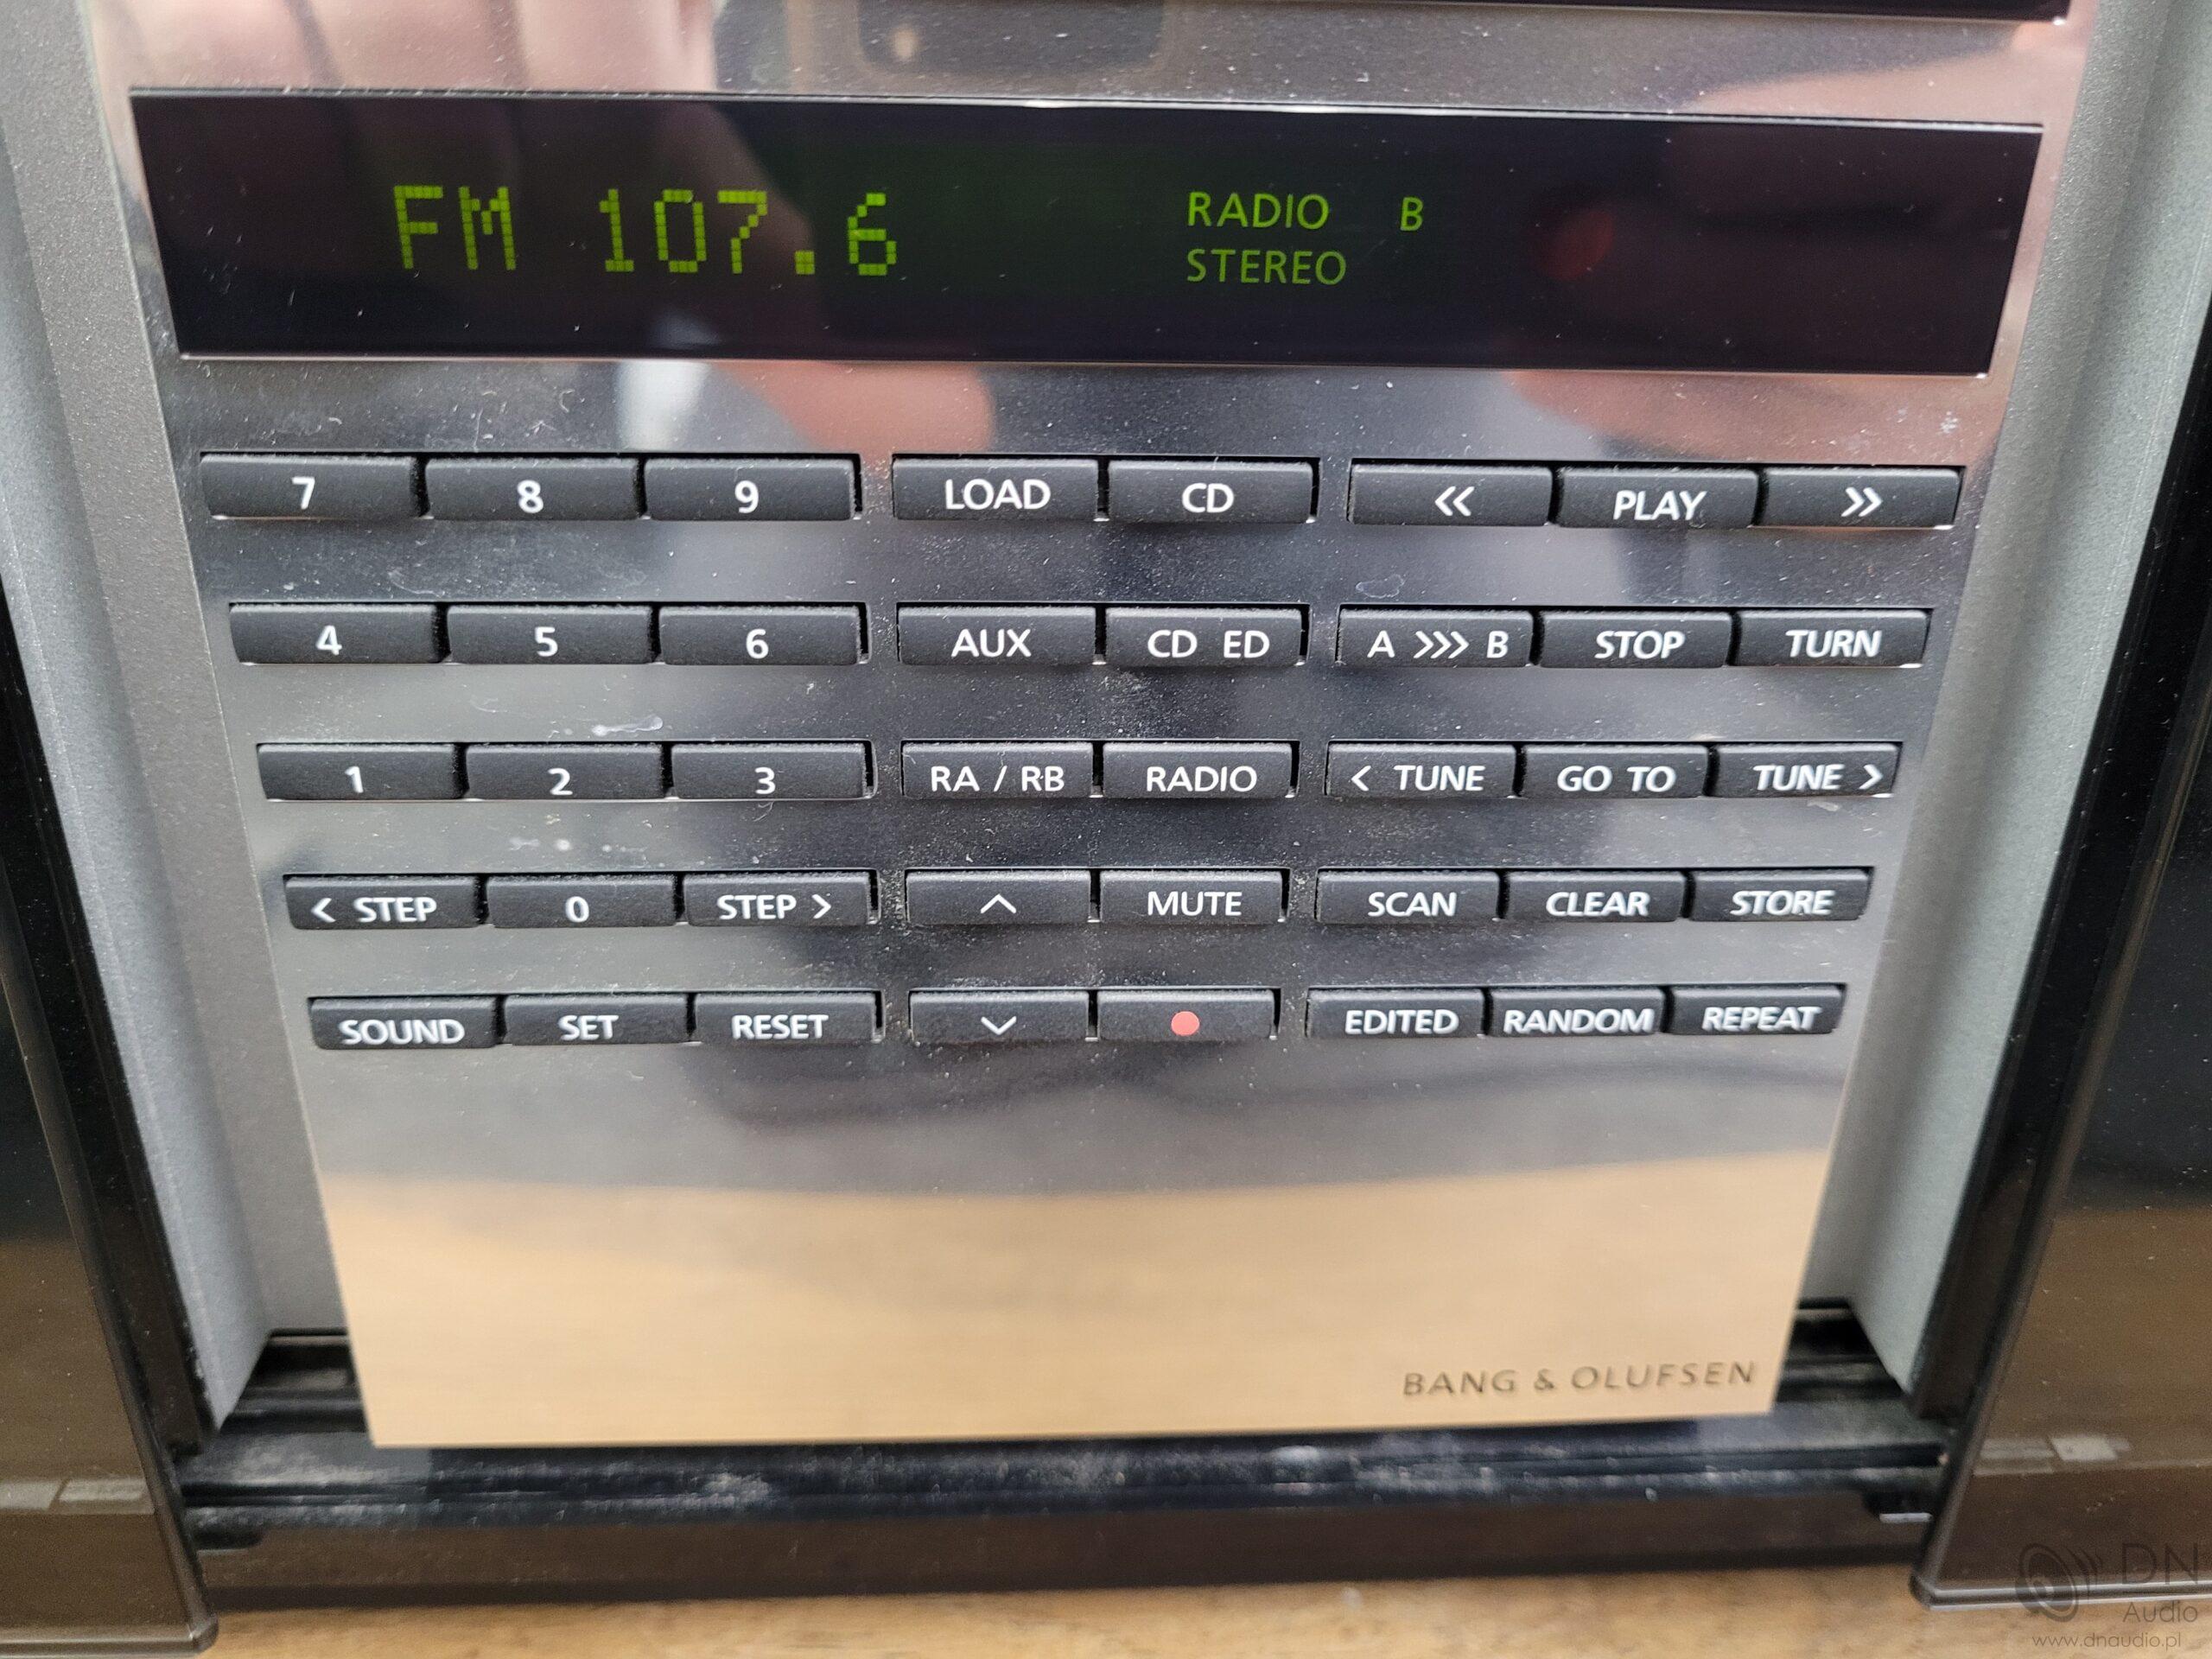 FM 107.6 RADIO B
STEREO
7 8 9 LOAD CD << PLAY >>
4 5 6 AUX CD ED A >>> B STOP TURN
1 2 3 RA / RB RADIO < TUNE GO TO TUNE >
< STEP 0 STEP > MUTE SCAN CLEAR STORE
SOUND SET RESET EDITED RANDOM REPEAT
BANG & OLUFSEN
DN
Audio
www.dnaudio.pl